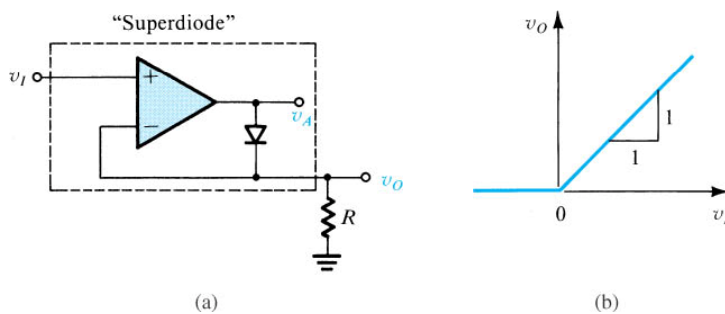 “Superdiode”
v_I
+
−
v_A
v_O
R
(a)
v_O
1
1
0
v
(b)